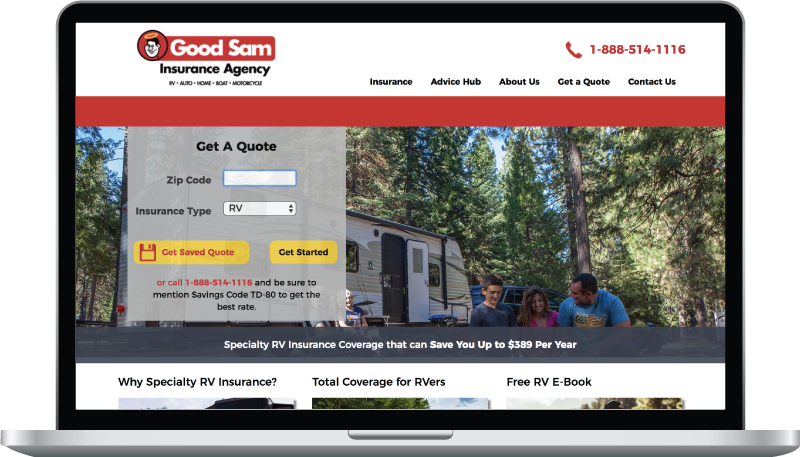 Good Sam
Insurance Agency
RV • AUTO • HOME • BOAT • MOTORCYCLE
1-888-514-1116
Insurance Advice Hub About Us Get a Quote Contact Us
Get A Quote
Zip Code
Insurance Type RV
Get Saved Quote Get Started
or call 1-888-514-1116 and be sure to
mention Savings Code TD-80 to get the
best rate.
Specialty RV Insurance Coverage that can Save You Up to $389 Per Year
Why Specialty RV Insurance? Total Coverage for RVers Free RV E-Book